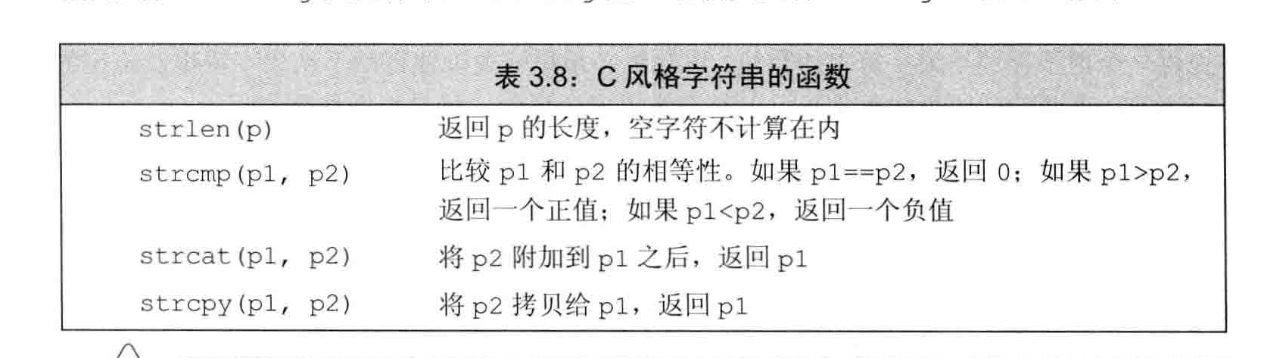 表 3.8：C 风格字符串的函数
strlen(p) 返回 p 的长度，空字符不计算在内
strcmp(p1, p2) 比较 p1 和 p2 的相等性。如果 p1==p2，返回 0；如果 p1>p2，
返回一个正值；如果 p1<p2，返回一个负值
strcat(p1, p2) 将 p2 附加到 p1 之后，返回 p1
strcpy(p1, p2) 将 p2 拷贝给 p1，返回 p1